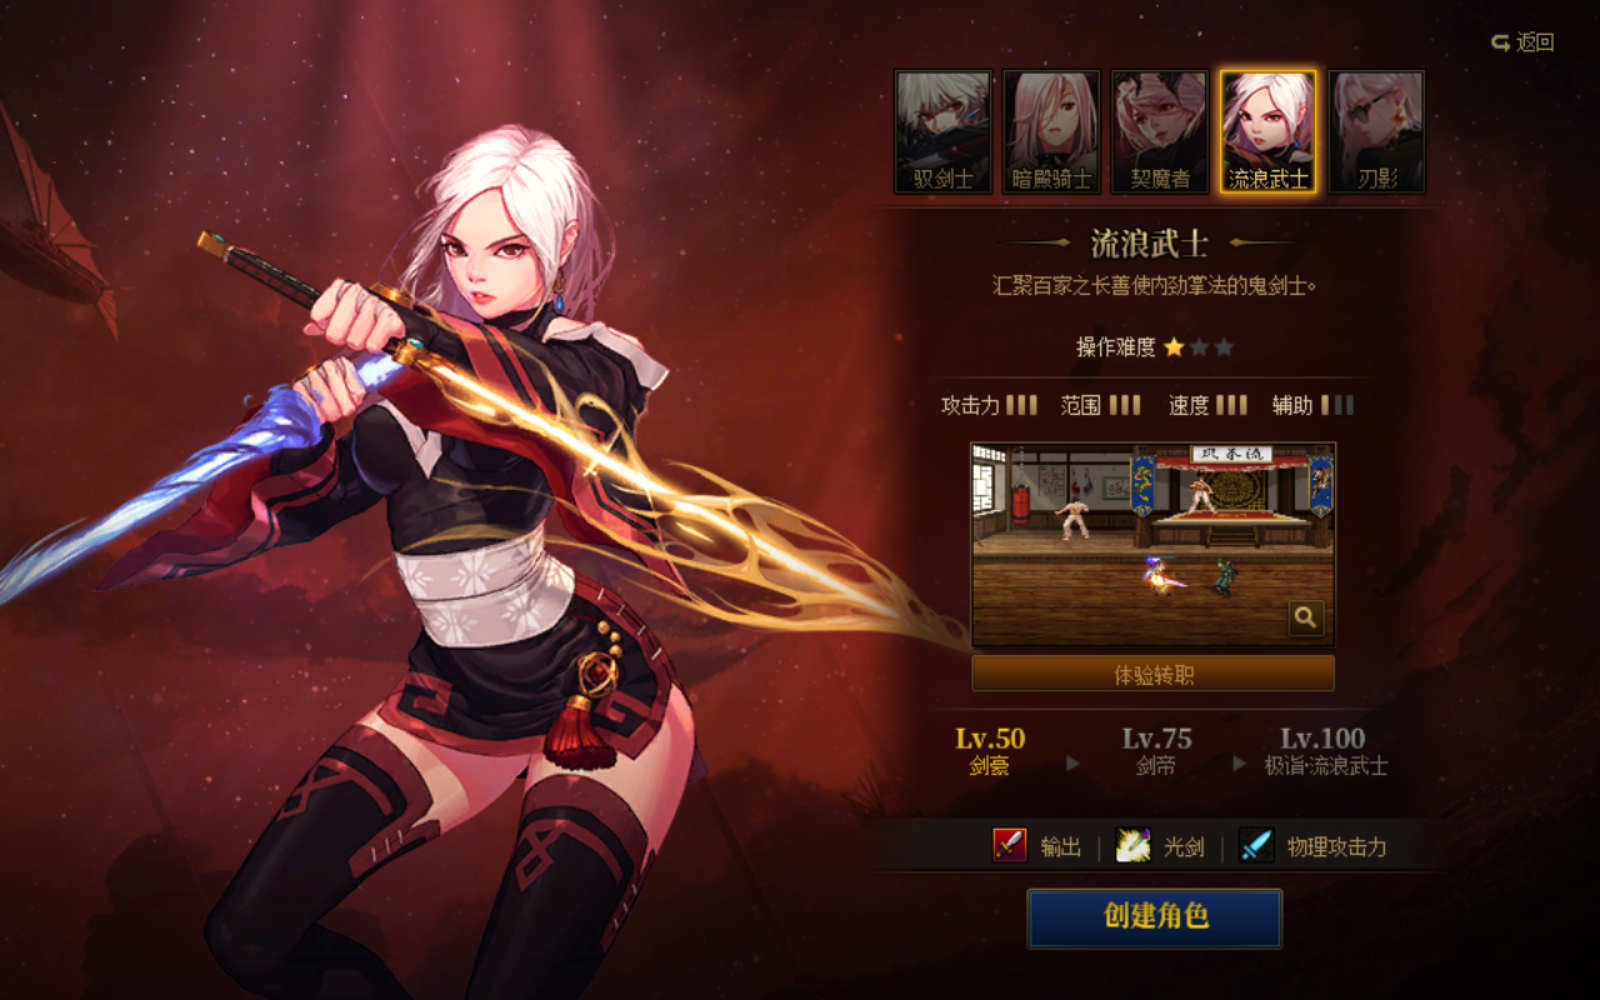 返回
驭剑士 暗殿骑士 契魔者 流浪武士 刃影
流浪武士
汇聚百家之长善使内劲掌法的鬼剑士。
操作难度
攻击力 范围 速度 辅助
体验转职
Lv.50 Lv.75 Lv.100
剑豪 剑帝 极诣·流浪武士
输出 | 光剑 | 物理攻击力
创建角色